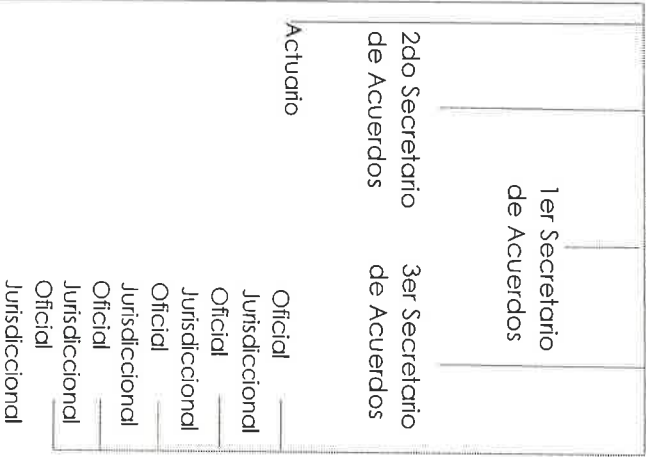 1er Secretario
de Acuerdos
2do Secretario
de Acuerdos
3er Secretario
de Acuerdos
Actuario
Oficial
Jurisdiccional
Oficial
Jurisdiccional
Oficial
Jurisdiccional
Oficial
Jurisdiccional
Oficial
Jurisdiccional